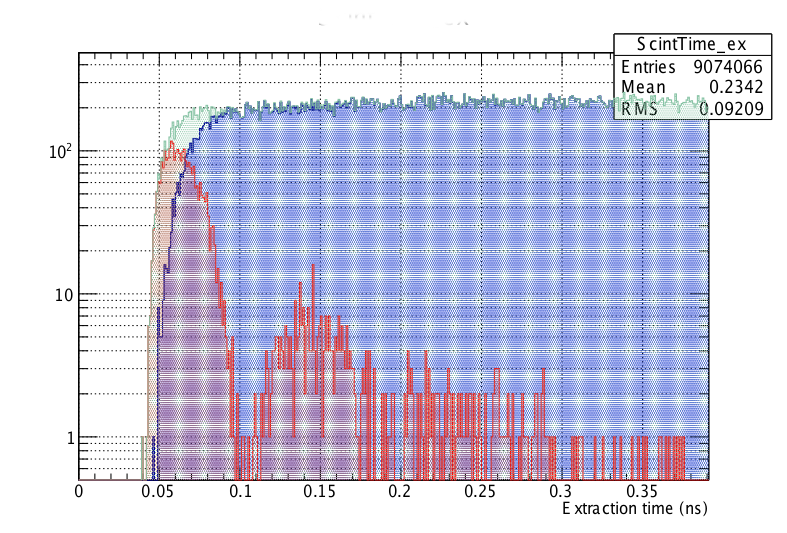 ScintTime_ex
Entries 9074066
Mean 0.2342
RMS 0.09209
10²
10
1
0 0.05 0.1 0.15 0.2 0.25 0.3 0.35
Extraction time (ns)